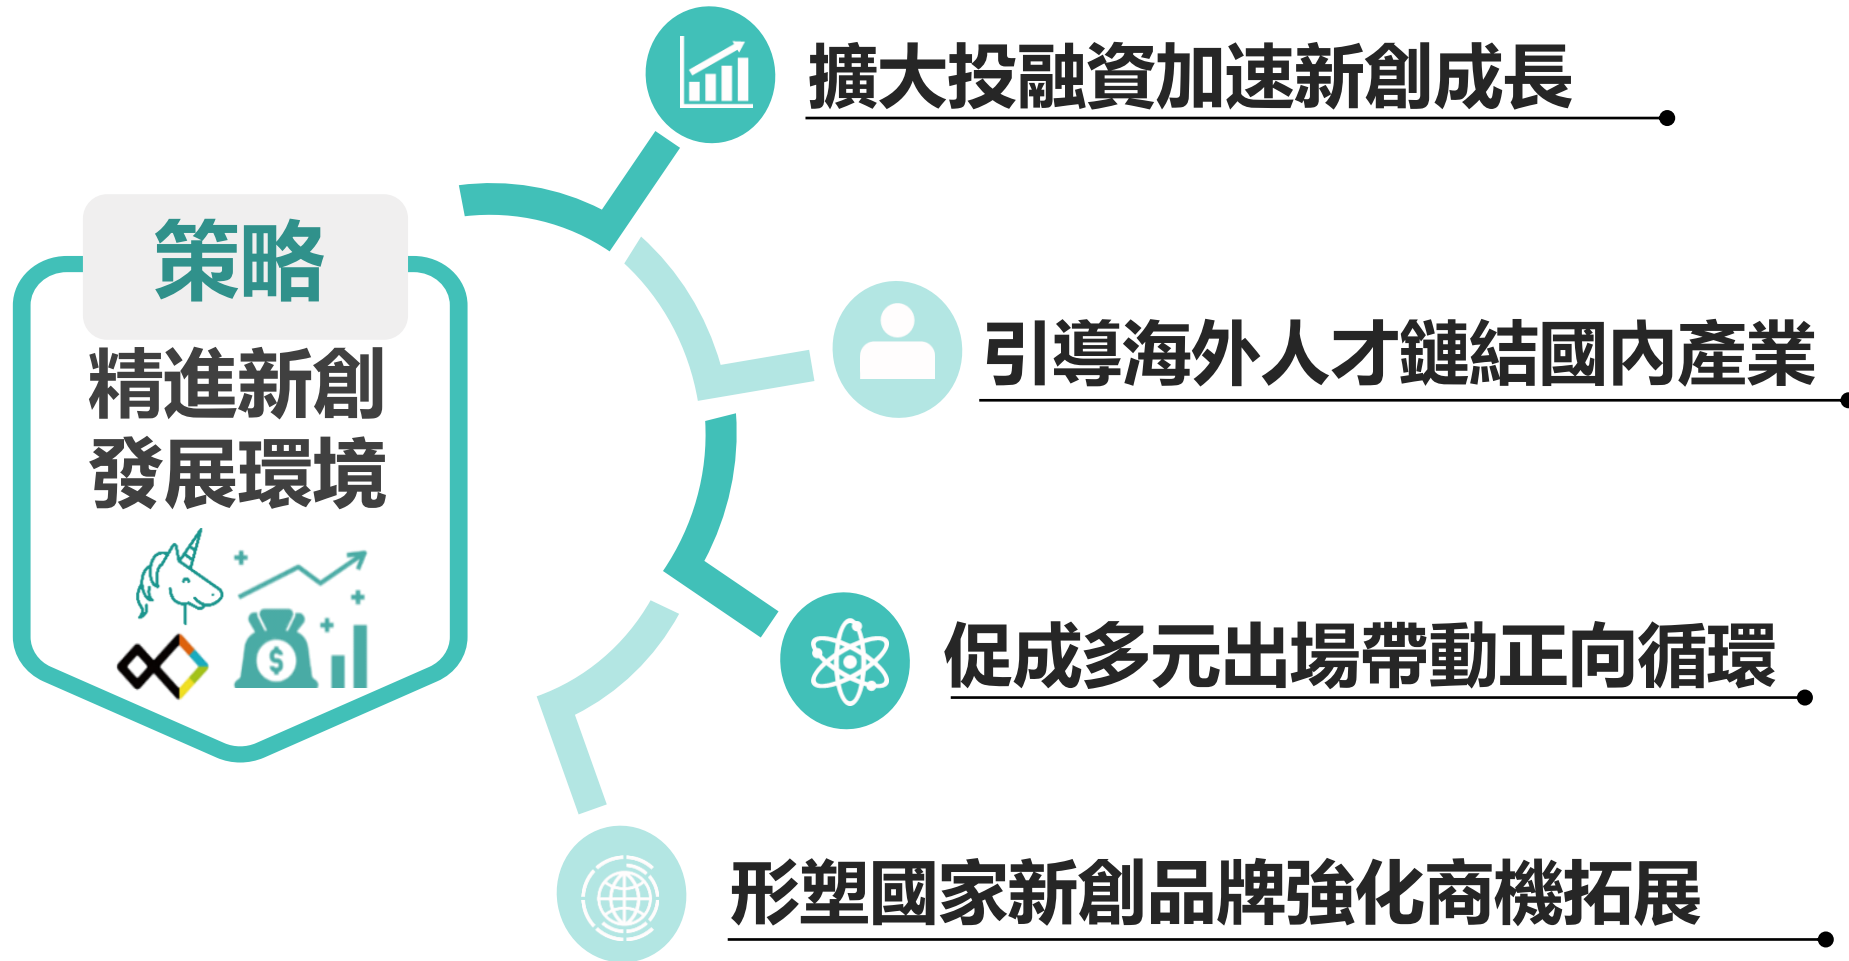 策略
精進新創
發展環境
擴大投融資加速新創成長
引導海外人才鏈結國內產業
促成多元出場帶動正向循環
形塑國家新創品牌強化商機拓展
$